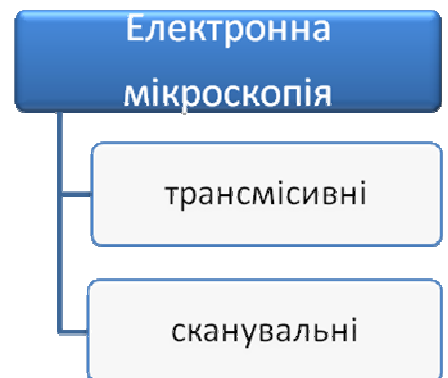 Електронна
мікроскопія
трансмісивні
сканувальні